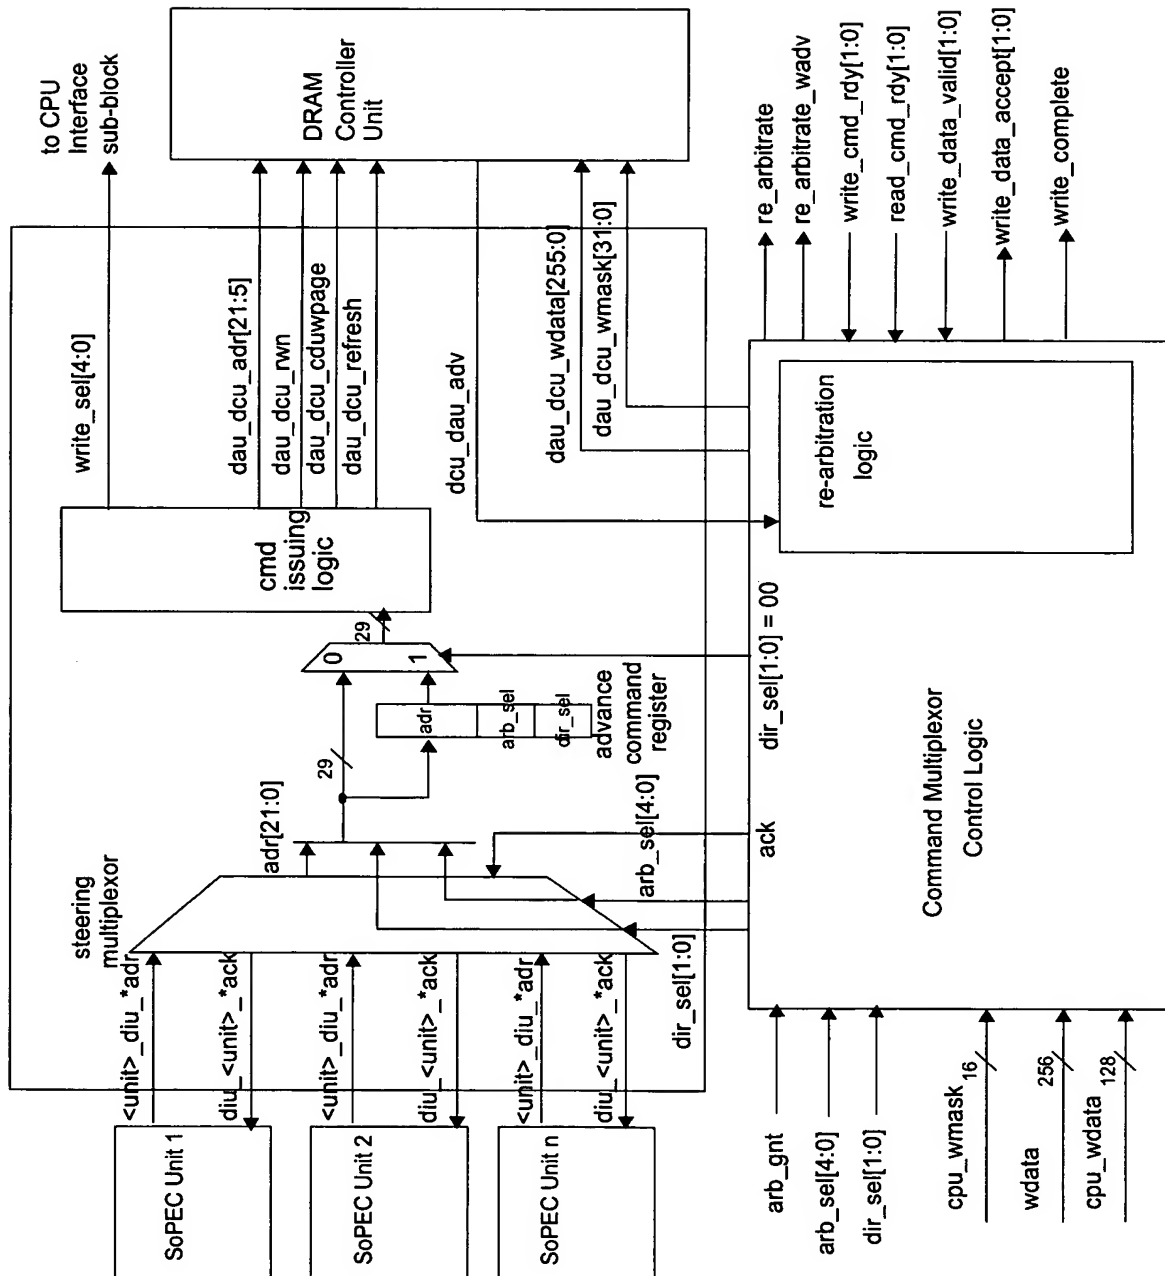 SoPEC Unit 1
SoPEC Unit 2
SoPEC Unit n
<unit>_diu_*adr
diu_<unit>_*ack
<unit>_diu_*adr
diu_<unit>_*ack
<unit>_diu_*adr
diu_<unit>_*ack
dir_sel[1:0]
steering
multiplexor
adr[21:0]
arb_sel[4:0]
ack
29
adr
arb_sel
dir_sel
advance
command
register
0
1
dir_sel[1:0] = 00
29
cmd
issuing
logic
write_sel[4:0]
to CPU
Interface
sub-block
dau_dcu_adr[21:5]
dau_dcu_rwn
dau_dcu_cduwpage
dau_dcu_refresh
dcu_dau_adv
dau_dcu_wdata[255:0]
dau_dcu_wmask[31:0]
DRAM
Controller
Unit
arb_gnt
arb_sel[4:0]
dir_sel[1:0]
cpu_wmask
16
wdata
256
cpu_wdata
128
Command Multiplexor
Control Logic
re-arbitration
logic
re_arbitrate
re_arbitrate_wadv
write_cmd_rdy[1:0]
read_cmd_rdy[1:0]
write_data_valid[1:0]
write_data_accept[1:0]
write_complete